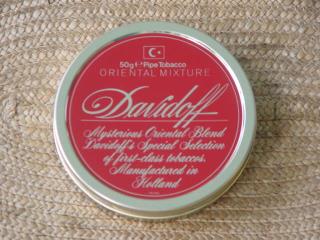 50g ℮ Pipe Tobacco
ORIENTAL MIXTURE
Davidoff
Mysterious Oriental Blend
Davidoff's Special Selection
of first-class tobaccos.
Manufactured in
Holland